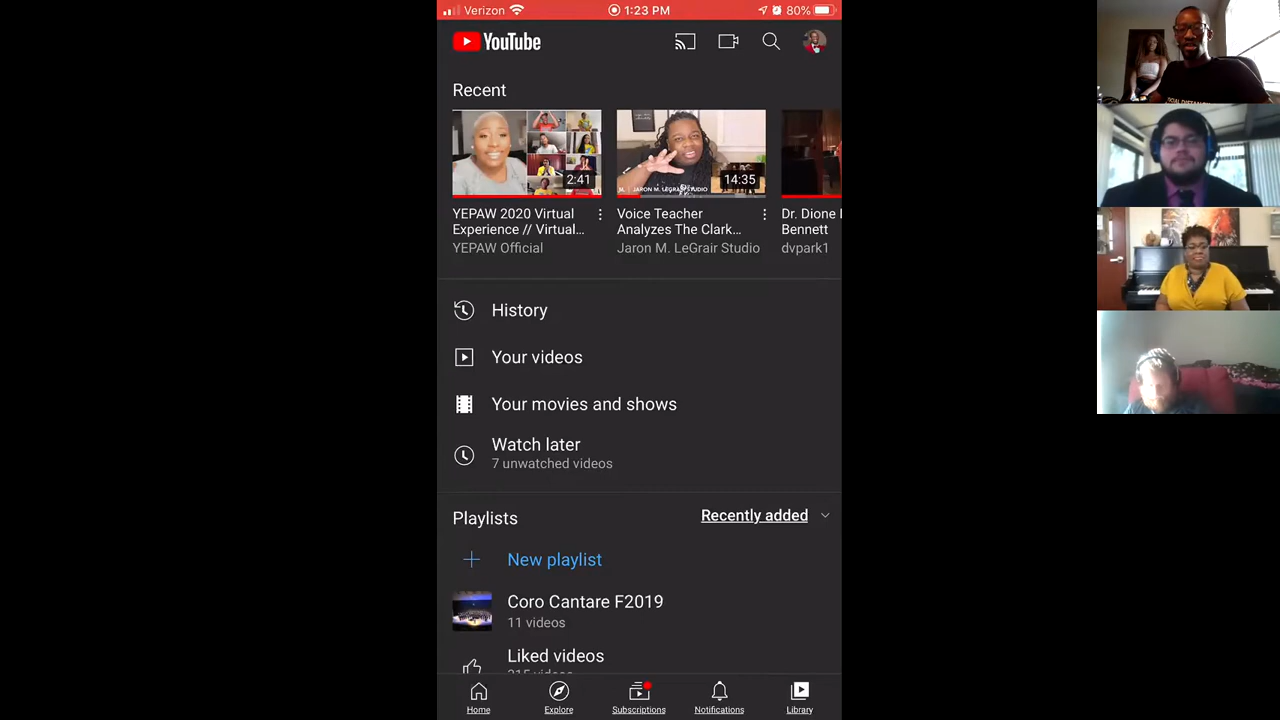 Verizon 1:23 PM 80%
YouTube
Recent
2:41
14:35
M. | JARON M. LEGRAIR STUDIO
YEPAW 2020 Virtual
Experience // Virtual...
YEPAW Official
Voice Teacher
Analyzes The Clark...
Jaron M. LeGrair Studio
Dr. Dione
Bennett
dvpark1
History
Your videos
Your movies and shows
Watch later
7 unwatched videos
Playlists
Recently added
New playlist
Coro Cantare F2019
11 videos
Liked videos
Home
Explore
Subscriptions
Notifications
Library